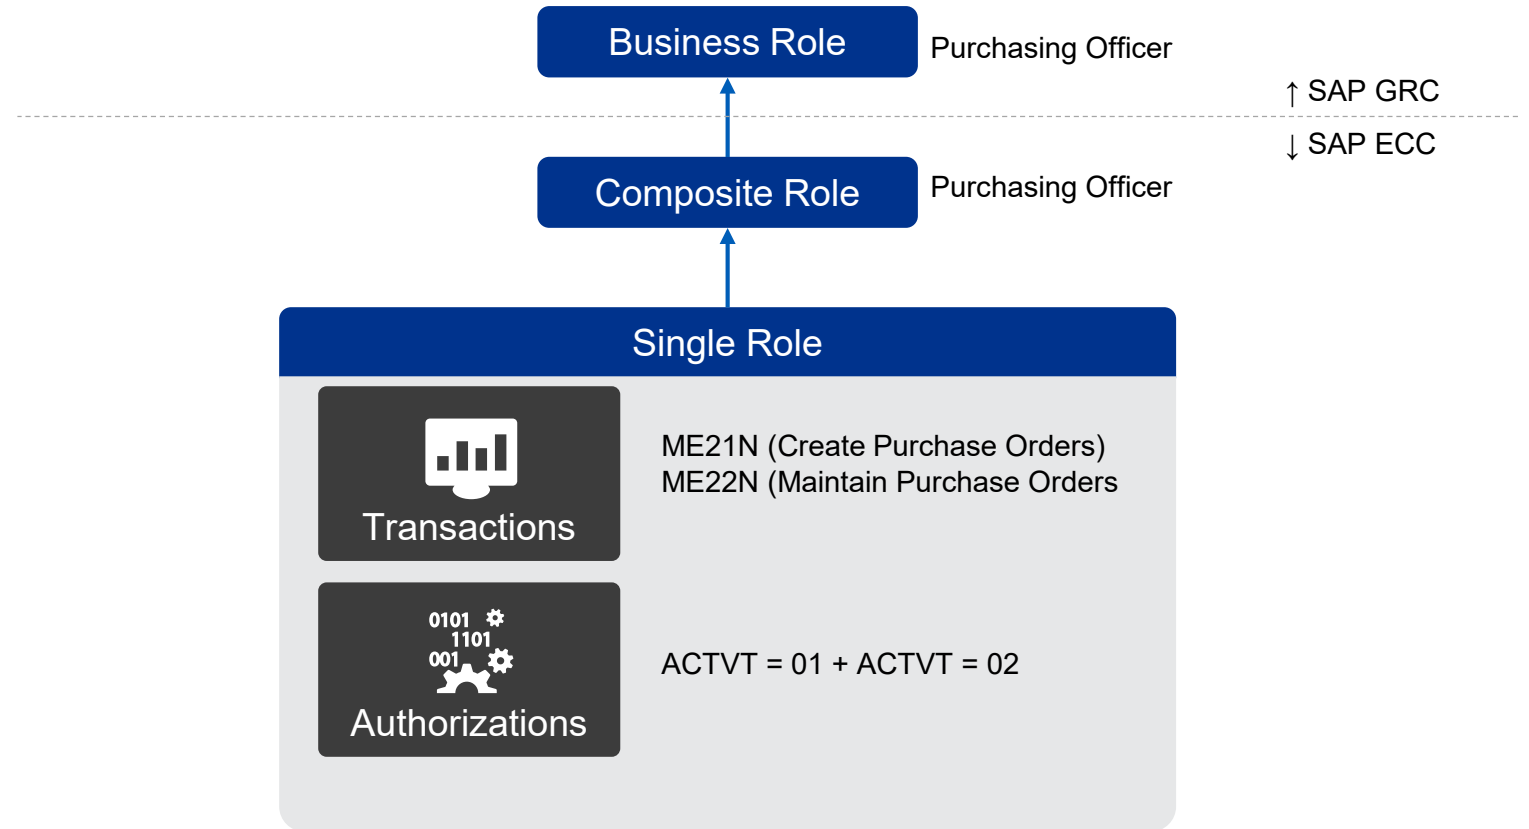 Business Role
Purchasing Officer
↑ SAP GRC
↓ SAP ECC
Composite Role
Purchasing Officer
Single Role
ME21N (Create Purchase Orders)
ME22N (Maintain Purchase Orders
Transactions
0101
1101
001
ACTVT = 01 + ACTVT = 02
Authorizations